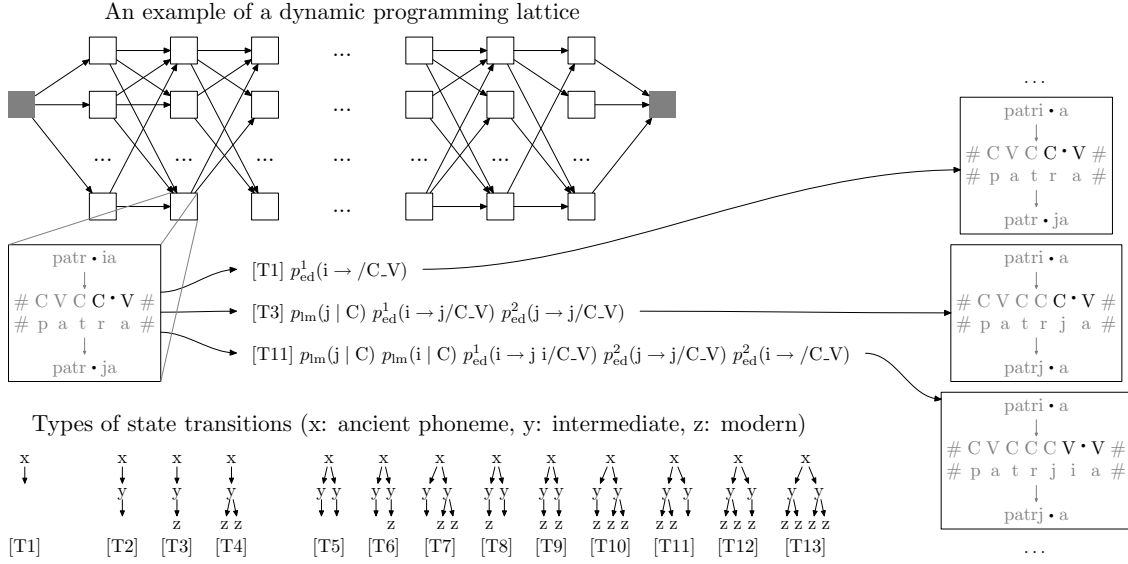 An example of a dynamic programming lattice
...
...
... ... ... ... ...
...
patr • ia
# C V C C • V #
# p a t r a #
patr • ja
[T1] p¹ed(i → /C_V)
[T3] plm(j | C) p¹ed(i → j/C_V) p²ed(j → j/C_V)
[T11] plm(j | C) plm(i | C) p¹ed(i → j i/C_V) p²ed(j → j/C_V) p²ed(i → /C_V)
...
patri • a
# C V C C • V #
# p a t r a #
patr • ja
patri • a
# C V C C C • V #
# p a t r j a #
patrj • a
patri • a
# C V C C C V • V #
# p a t r j i a #
patrj • a
...
Types of state transitions (x: ancient phoneme, y: intermediate, z: modern)
x x x x x x x x x x x x x
y y y y y y y y y y y y y y y y y y y y y
z z z z z z z z z z z z z z z z z z
[T1] [T2] [T3] [T4] [T5] [T6] [T7] [T8] [T9] [T10] [T11] [T12] [T13]